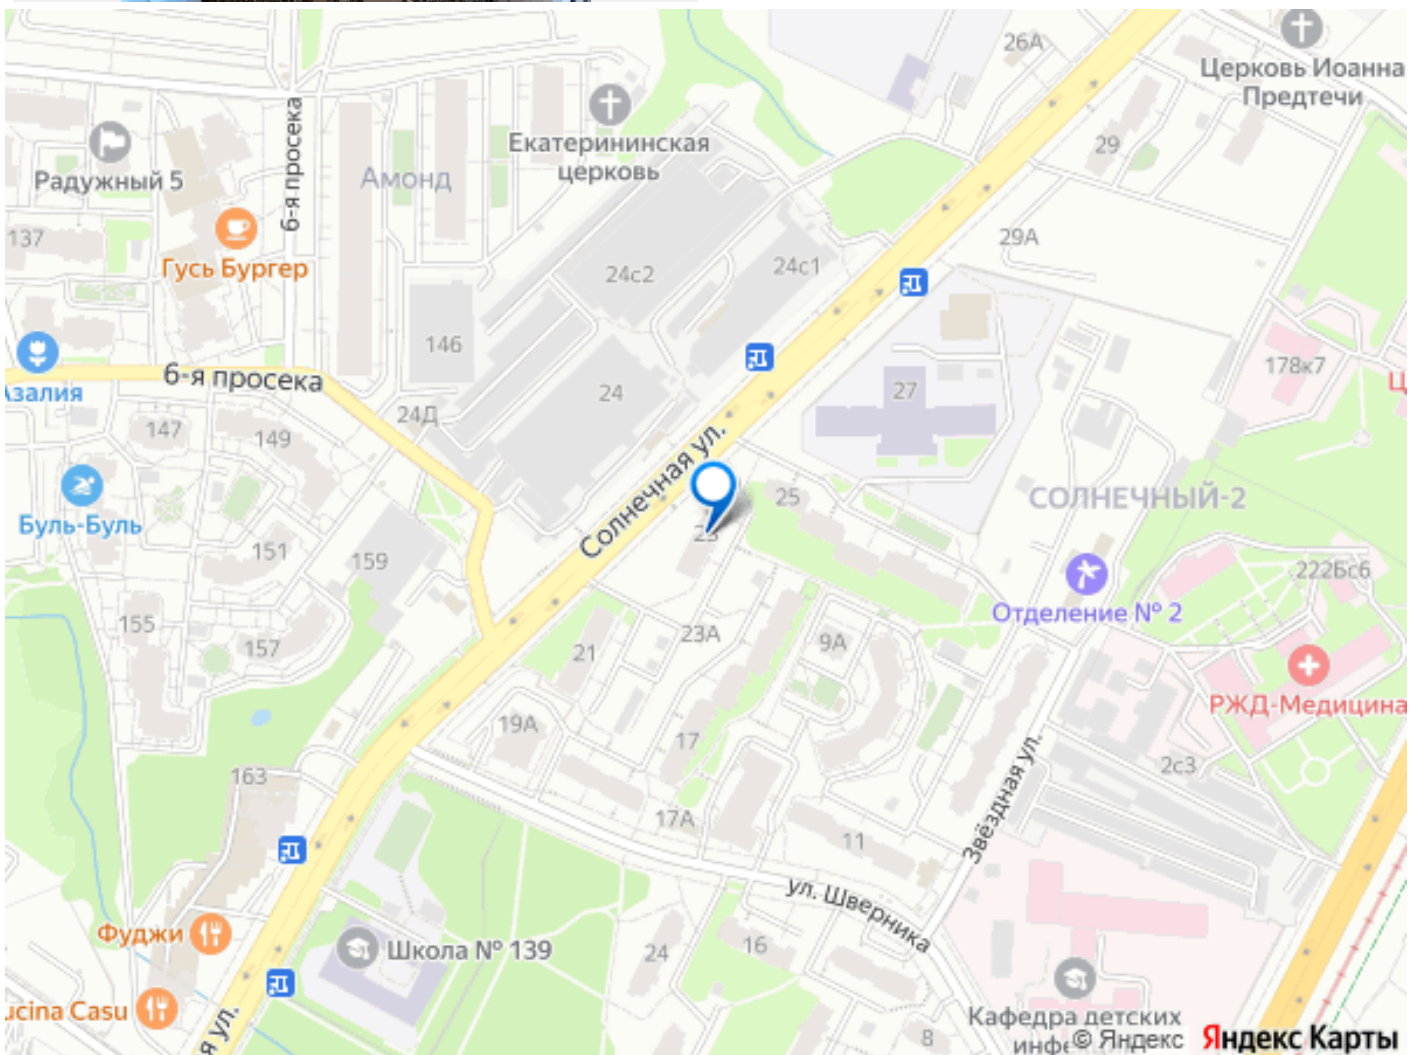 26А
Церковь Иоанна
Предтечи
29
Екатерининская
церковь
6-я просека
Радужный 5
Амонд
137
Гусь Бургер
29А
24с2
24с1
146
178к7
6-я просека
Азалия
24
27
24Д
147
149
Солнечная ул.
25
СОЛНЕЧНЫЙ-2
Буль-Буль
23
151
159
222Бс6
Отделение № 2
155
157
21
23А
9А
РЖД-Медицина
19А
17
163
2с3
Звёздная ул.
17А
11
ул. Шверника
Фуджи
Школа № 139
24
16
ucina Casu
я ул.
8
Кафедра детских
инфе
© Яндекс
Яндекс Карты